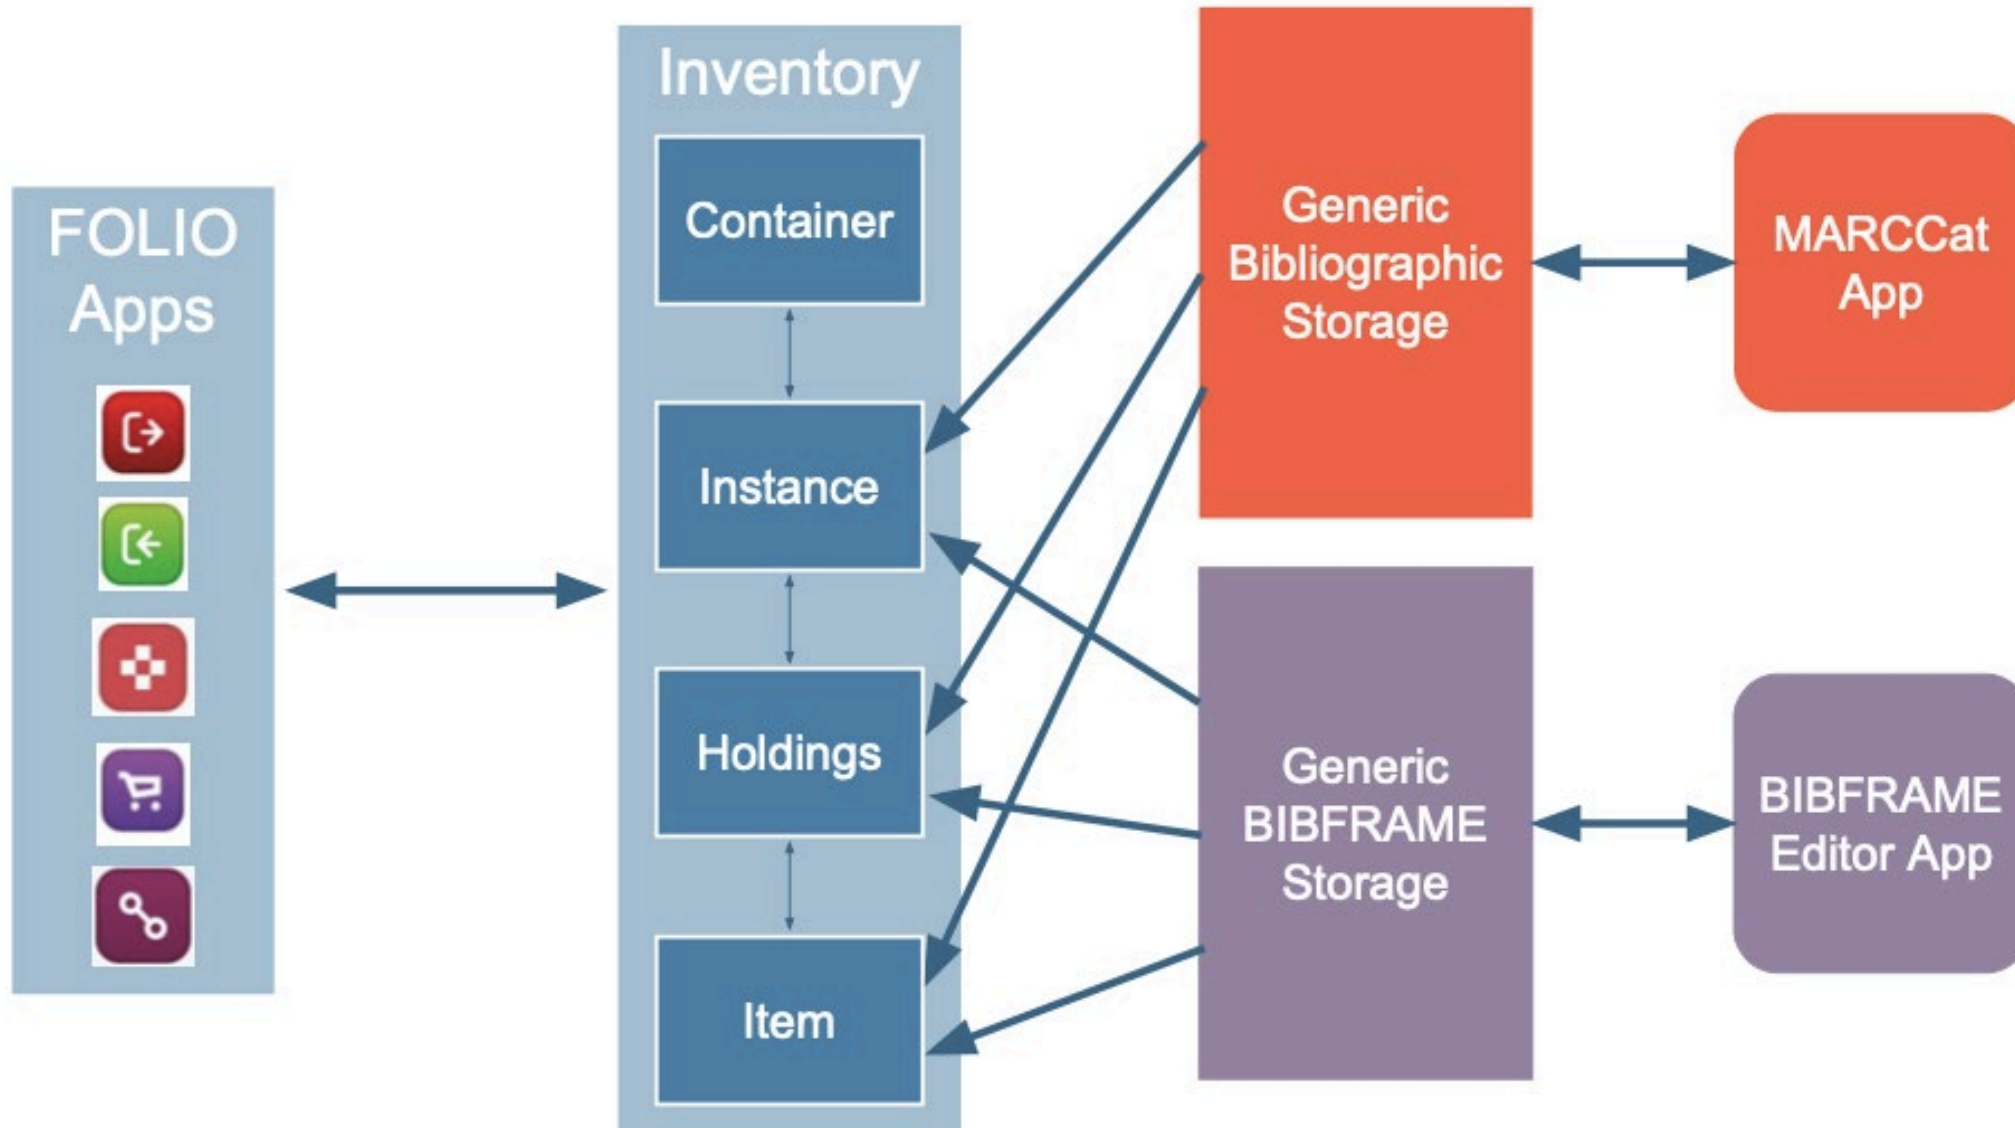 FOLIO
Apps
Inventory
Container
Instance
Holdings
Item
Generic
Bibliographic
Storage
MARCCat
App
Generic
BIBFRAME
Storage
BIBFRAME
Editor App